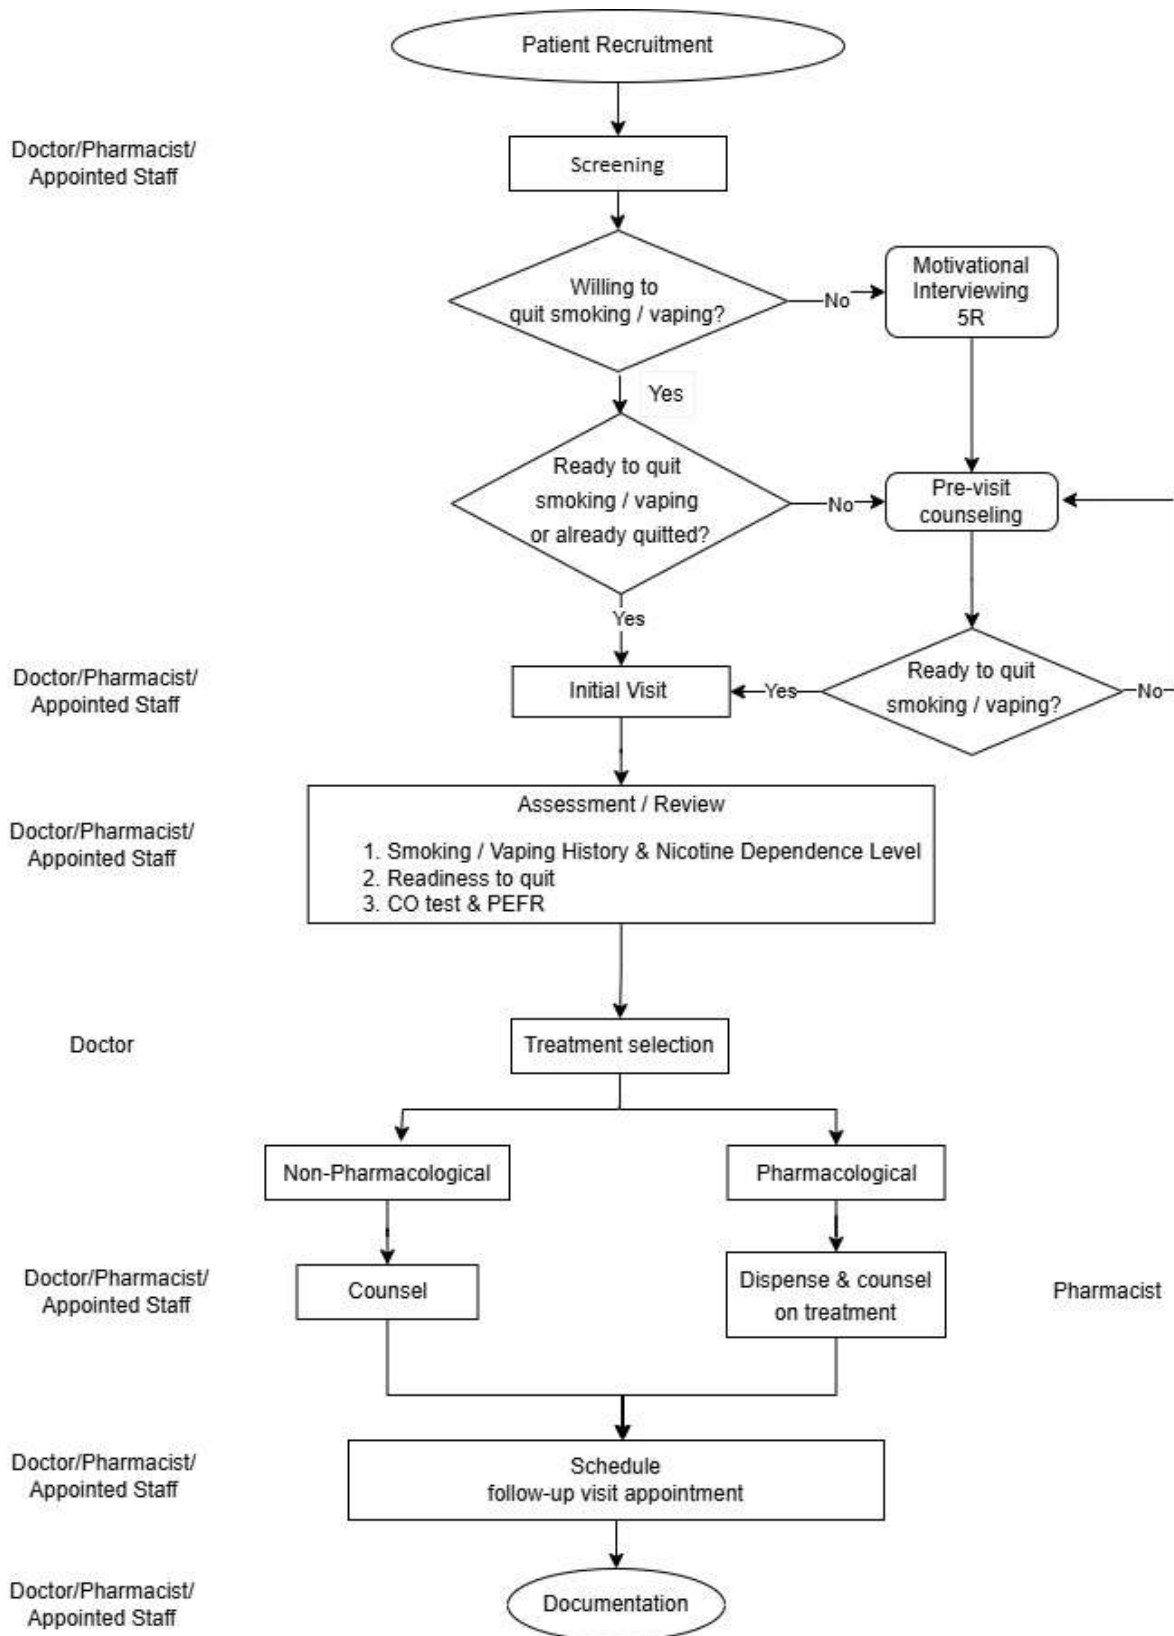 Patient Recruitment
Doctor/Pharmacist/
Appointed Staff
Screening
Willing to
quit smoking / vaping?
No
Motivational
Interviewing
5R
Yes
Ready to quit
smoking / vaping
or already quitted?
No
Pre-visit
counseling
Yes
Doctor/Pharmacist/
Appointed Staff
Initial Visit
Yes
Ready to quit
smoking / vaping?
No
Doctor/Pharmacist/
Appointed Staff
Assessment / Review
1. Smoking / Vaping History & Nicotine Dependence Level
2. Readiness to quit
3. CO test & PEFR
Doctor
Treatment selection
Non-Pharmacological
Pharmacological
Doctor/Pharmacist/
Appointed Staff
Counsel
Dispense & counsel
on treatment
Pharmacist
Doctor/Pharmacist/
Appointed Staff
Schedule
follow-up visit appointment
Doctor/Pharmacist/
Appointed Staff
Documentation